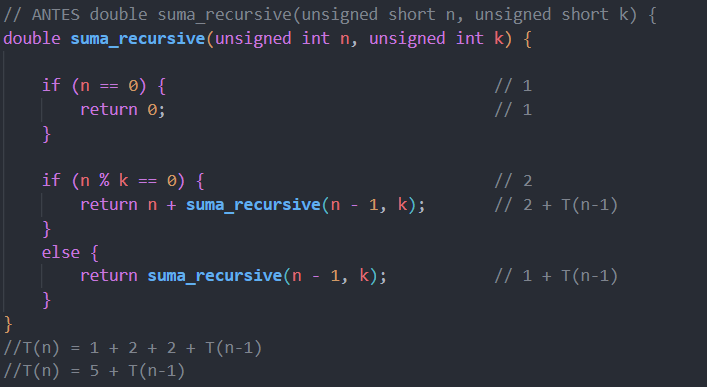 // ANTES double suma_recursive(unsigned short n, unsigned short k) {
double suma_recursive(unsigned int n, unsigned int k) {
if (n == 0) { // 1
return 0; // 1
}
if (n % k == 0) { // 2
return n + suma_recursive(n - 1, k); // 2 + T(n-1)
}
else {
return suma_recursive(n - 1, k); // 1 + T(n-1)
}
}
//T(n) = 1 + 2 + 2 + T(n-1)
//T(n) = 5 + T(n-1)